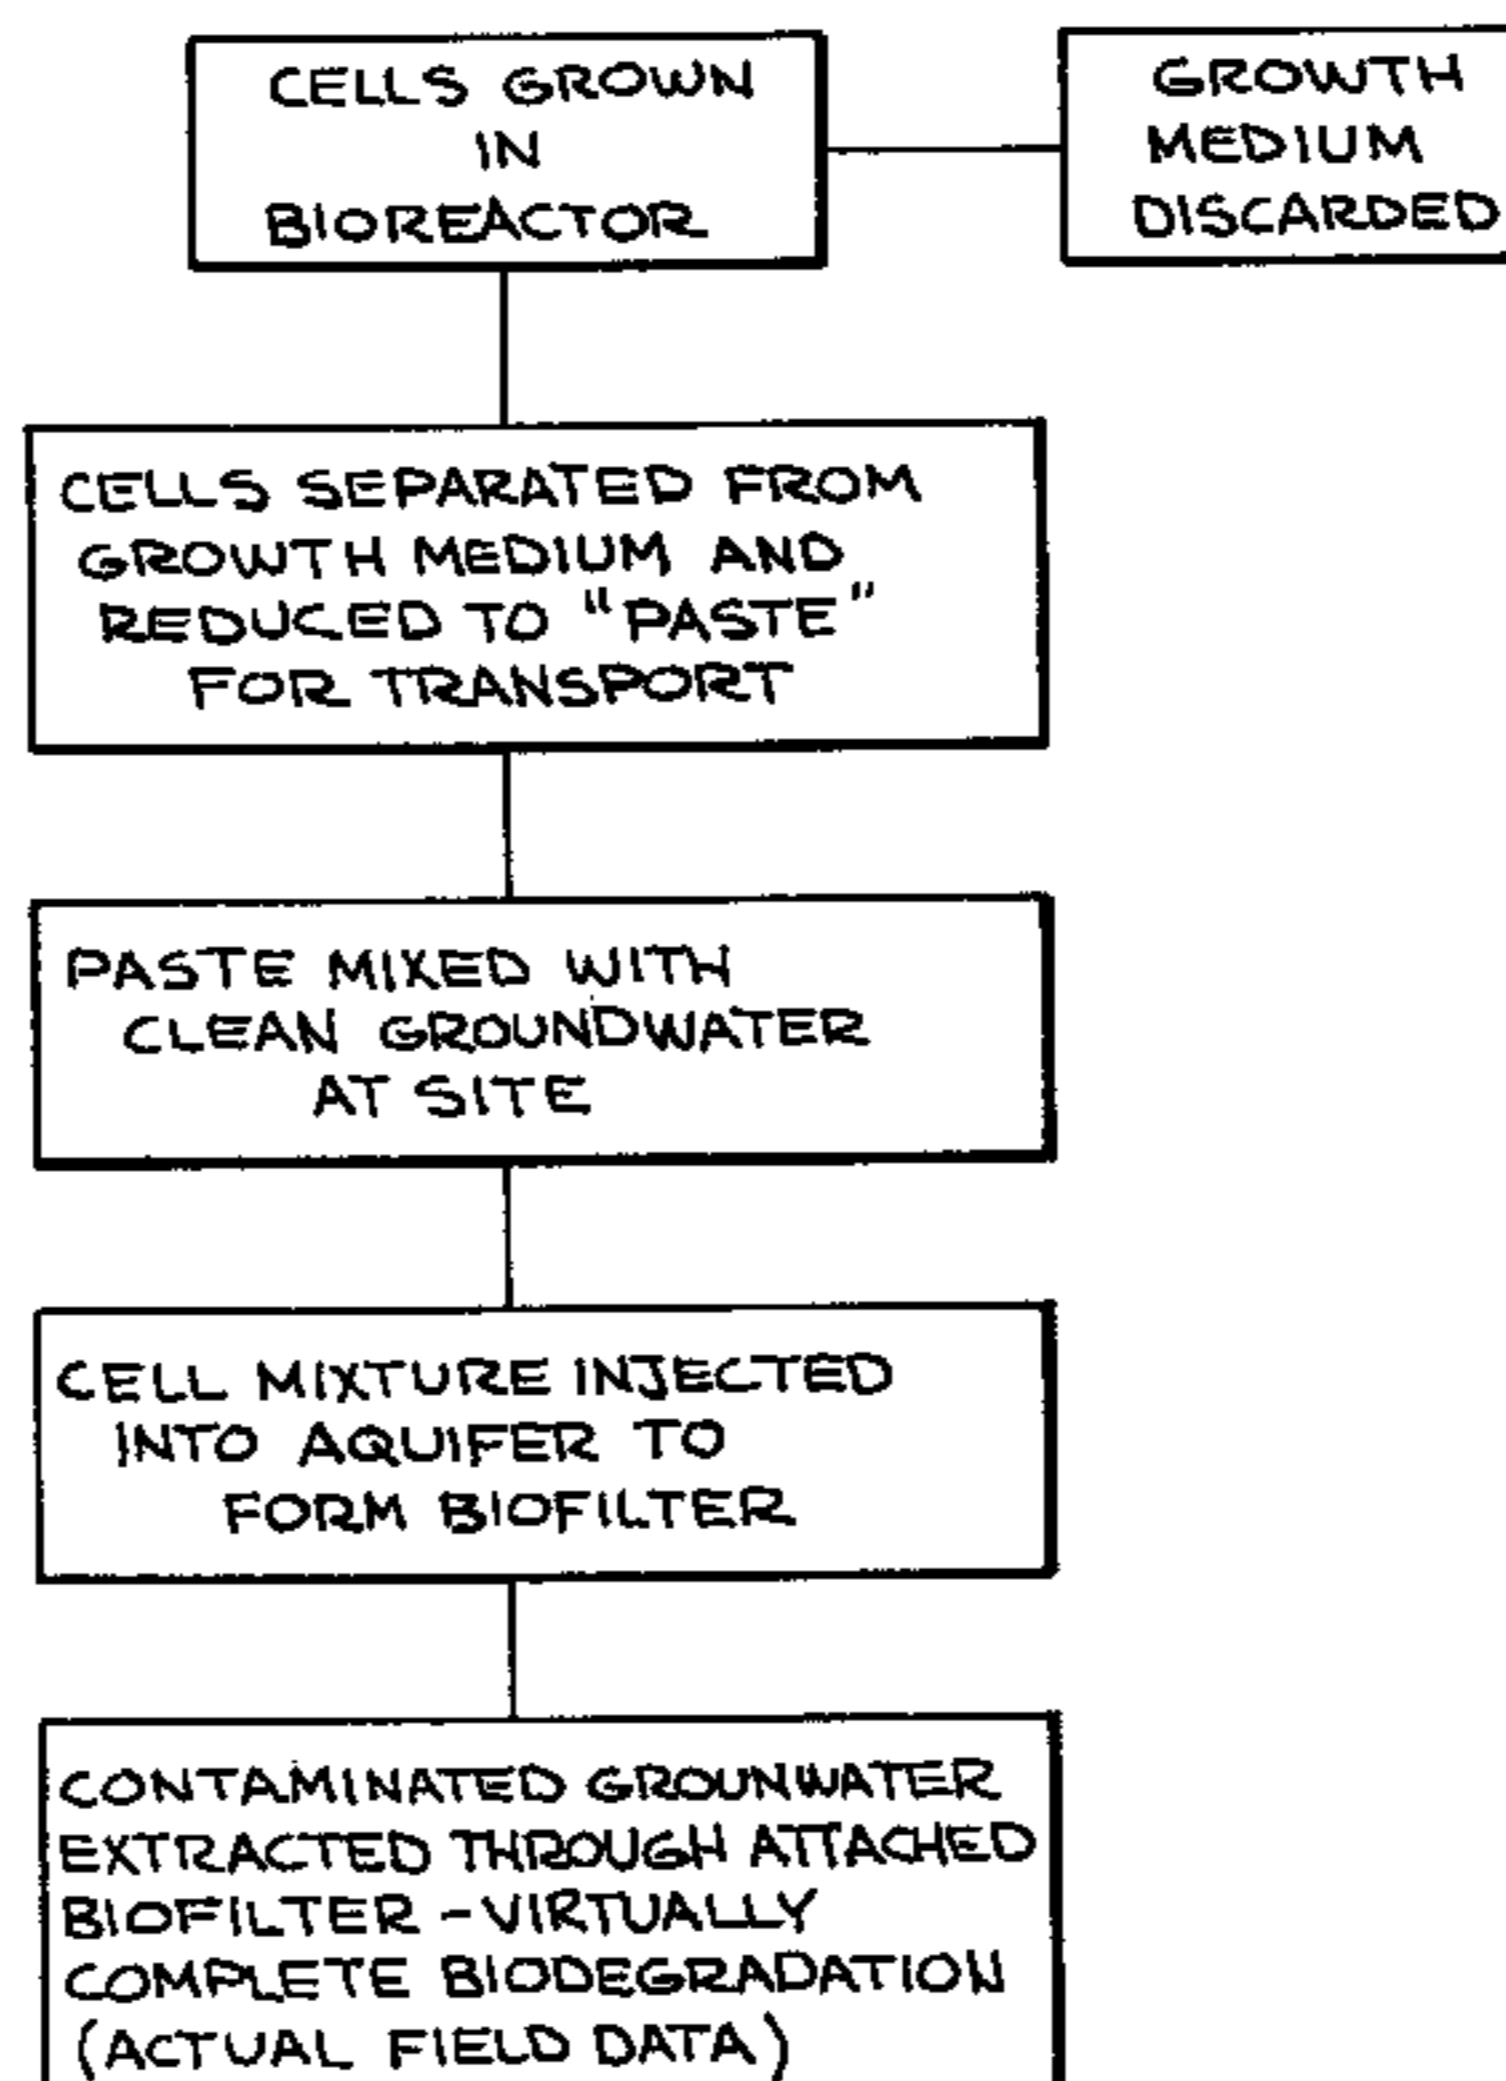 CELLS GROWN
IN
BIOREACTOR
GROWTH
MEDIUM
DISCARDED
CELLS SEPARATED FROM
GROWTH MEDIUM AND
REDUCED TO "PASTE"
FOR TRANSPORT
PASTE MIXED WITH
CLEAN GROUNDWATER
AT SITE
CELL MIXTURE INJECTED
INTO AQUIFER TO
FORM BIOFILTER
CONTAMINATED GROUNWATER
EXTRACTED THROUGH ATTACHED
BIOFILTER - VIRTUALLY
COMPLETE BIODEGRADATION
(ACTUAL FIELD DATA)